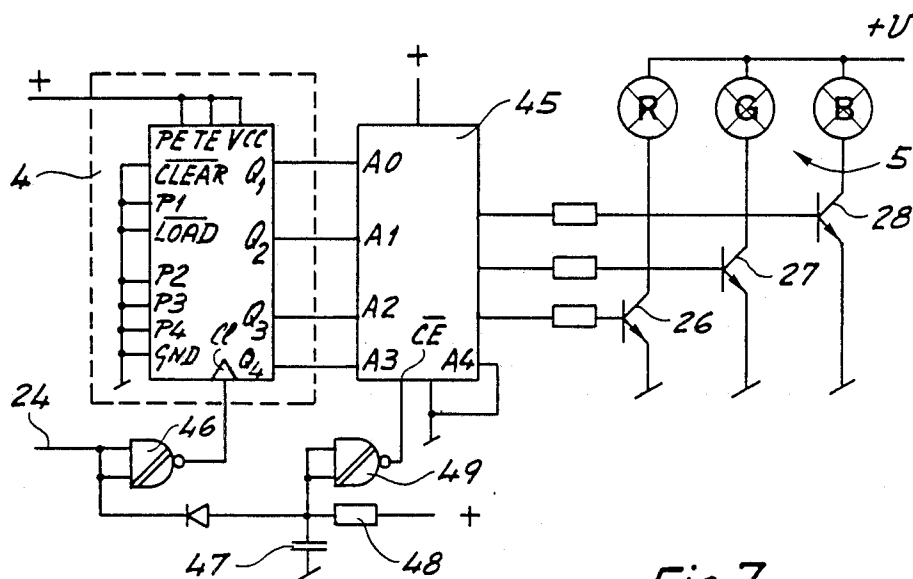 +U
+
+
45
R G B
PE TE VCC
4
CLEAR Q1 A0
5
P1
LOAD
28
Q2 A1
27
P2
P3 Q3 A2
26
P4 Cl CE
GND Q4 A3 A4
24
46
49
+
47
48
Fig 7